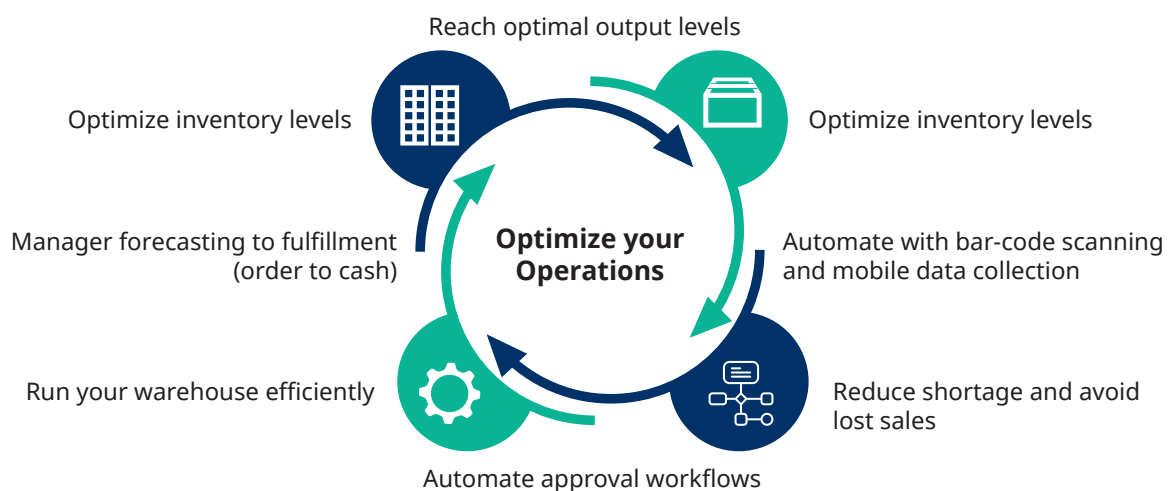 Reach optimal output levels
Optimize inventory levels
Optimize inventory levels
Manager forecasting to fulfillment
(order to cash)
Optimize your
Operations
Automate with bar-code scanning
and mobile data collection
Run your warehouse efficiently
Reduce shortage and avoid
lost sales
Automate approval workflows